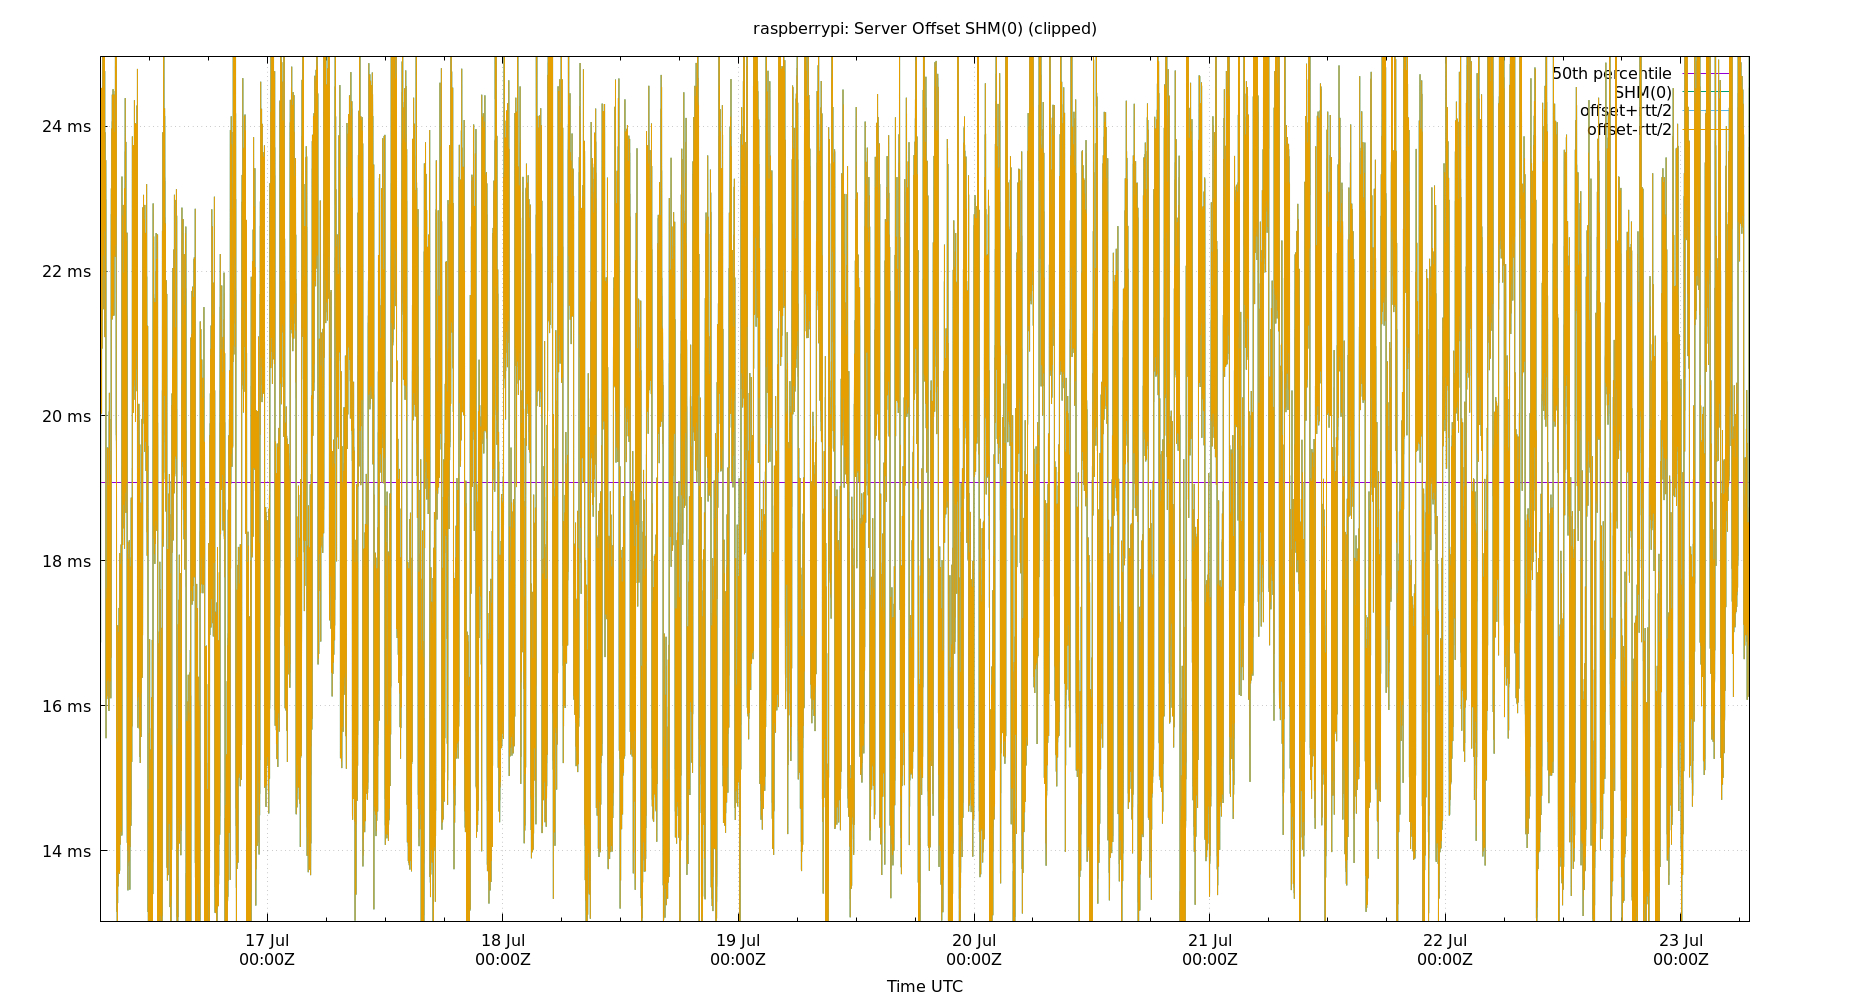 raspberrypi: Server Offset SHM(0) (clipped)
50th percentile
SHM(0)
offset+rtt/2
offset-rtt/2
24 ms
22 ms
20 ms
18 ms
16 ms
14 ms
17 Jul
00:00Z
18 Jul
00:00Z
19 Jul
00:00Z
20 Jul
00:00Z
21 Jul
00:00Z
22 Jul
00:00Z
23 Jul
00:00Z
Time UTC